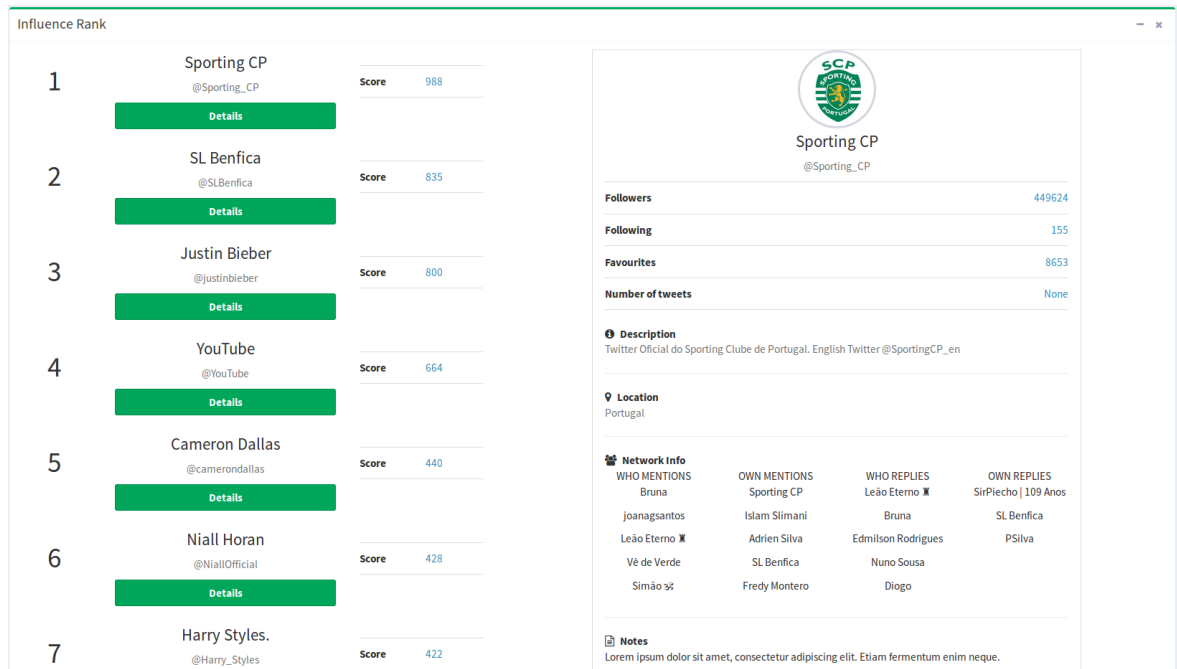 Influence Rank
1
Sporting CP
@Sporting_CP
Details
Score 988
2
SL Benfica
@SLBenfica
Details
Score 835
3
Justin Bieber
@justinbieber
Details
Score 800
4
YouTube
@YouTube
Details
Score 664
5
Cameron Dallas
@camerondallas
Details
Score 440
6
Niall Horan
@NiallOfficial
Details
Score 428
7
Harry Styles.
@Harry_Styles
Score 422
SCP
SPORTING
PORTUGAL
Sporting CP
@Sporting_CP
Followers 449624
Following 155
Favourites 8653
Number of tweets None
Description
Twitter Oficial do Sporting Clube de Portugal. English Twitter @SportingCP_en
Location
Portugal
Network Info
WHO MENTIONS OWN MENTIONS WHO REPLIES OWN REPLIES
Bruna Sporting CP Leão Eterno ♜ SirPiecho | 109 Anos
joanagsantos Islam Slimani Bruna SL Benfica
Leão Eterno ♜ Adrien Silva Edmilson Rodrigues PSilva
Vê de Verde SL Benfica Nuno Sousa
Simão Fredy Montero Diogo
Notes
Lorem ipsum dolor sit amet, consectetur adipiscing elit. Etiam fermentum enim neque.